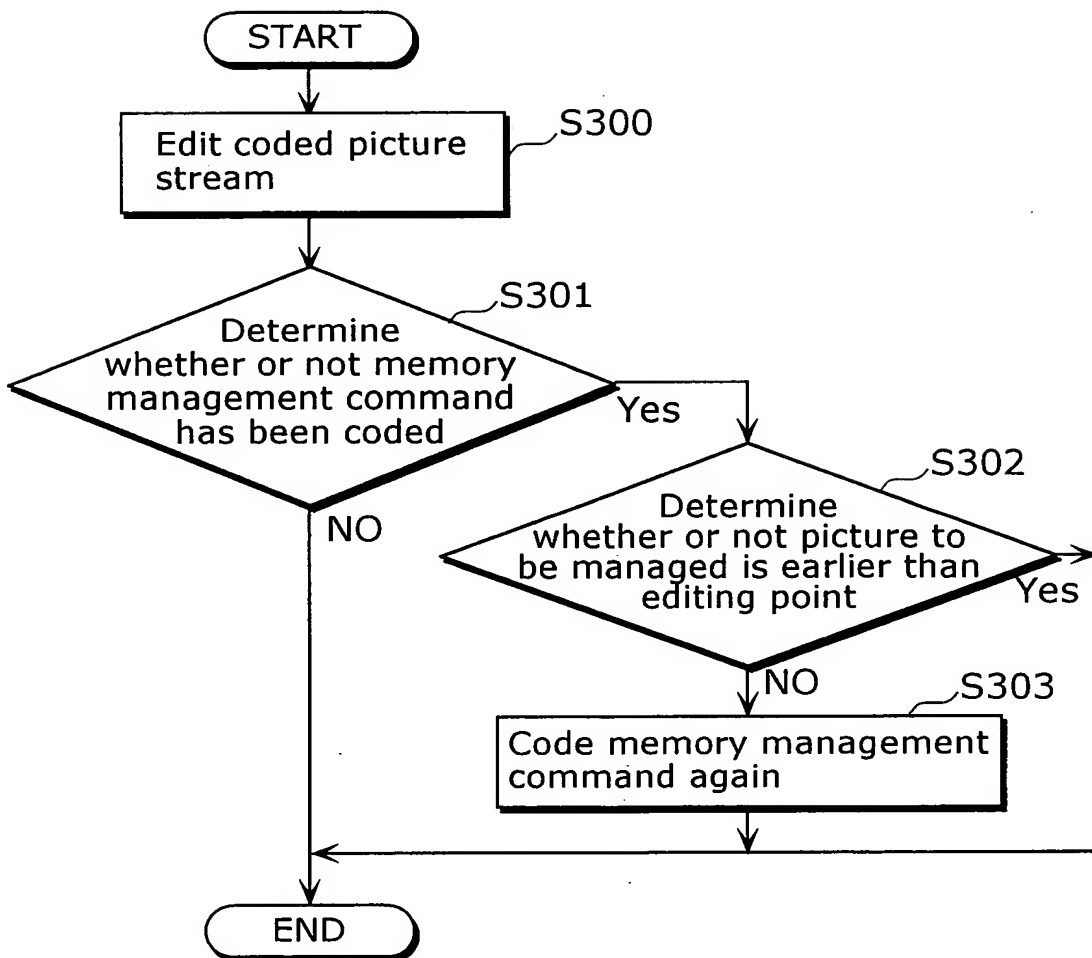 START
S300
Edit coded picture
stream
S301
Determine
whether or not memory
management command
has been coded
Yes
NO
S302
Determine
whether or not picture to
be managed is earlier than
editing point
Yes
NO
S303
Code memory management
command again
END